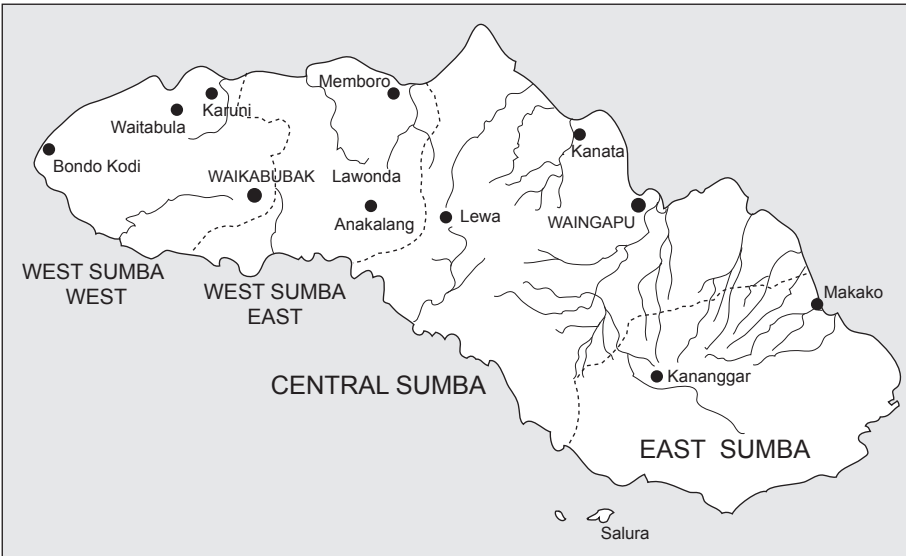 Memboro
Karuni
Waitabula
Kanata
Bondo Kodi
WAIKABUBAK
Lawonda
Anakalang
Lewa
WAINGAPU
WEST SUMBA
WEST
WEST SUMBA
EAST
Makako
CENTRAL SUMBA
Kananggar
EAST SUMBA
Salura